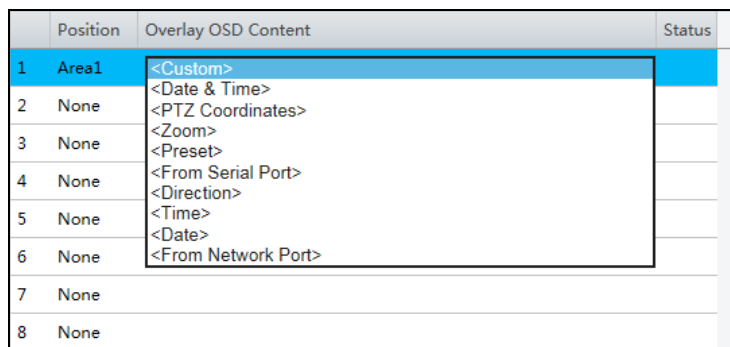 Position Overlay OSD Content Status
1 Area1 <Custom>
<Date & Time>
2 None <PTZ Coordinates>
<Zoom>
3 None <Preset>
4 None <From Serial Port>
<Direction>
5 None <Time>
<Date>
6 None <From Network Port>
7 None
8 None